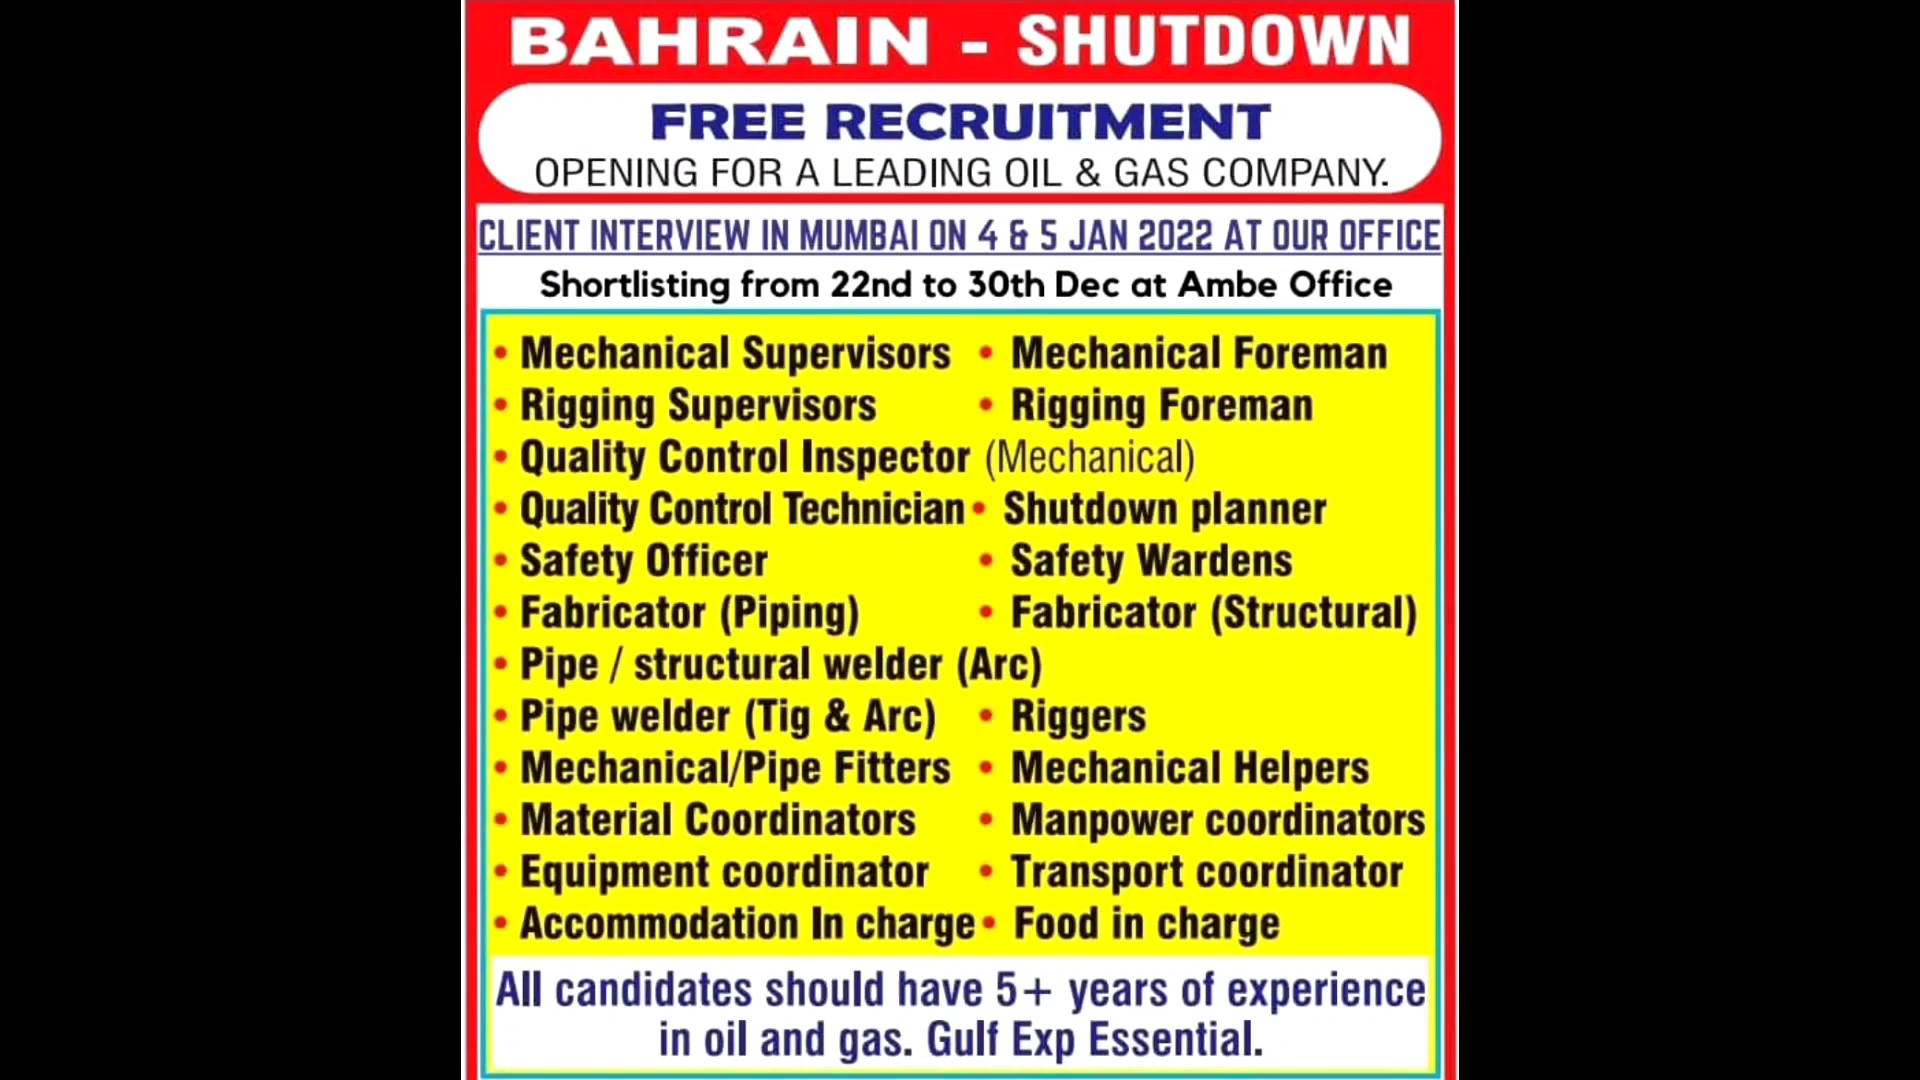 BAHRAIN - SHUTDOWN
FREE RECRUITMENT
OPENING FOR A LEADING OIL & GAS COMPANY.
CLIENT INTERVIEW IN MUMBAI ON 4 & 5 JAN 2022 AT OUR OFFICE
Shortlisting from 22nd to 30th Dec at Ambe Office
• Mechanical Supervisors • Mechanical Foreman
• Rigging Supervisors • Rigging Foreman
• Quality Control Inspector (Mechanical)
• Quality Control Technician • Shutdown planner
• Safety Officer • Safety Wardens
• Fabricator (Piping) • Fabricator (Structural)
• Pipe / structural welder (Arc)
• Pipe welder (Tig & Arc) • Riggers
• Mechanical/Pipe Fitters • Mechanical Helpers
• Material Coordinators • Manpower coordinators
• Equipment coordinator • Transport coordinator
• Accommodation In charge • Food in charge
All candidates should have 5+ years of experience
in oil and gas. Gulf Exp Essential.